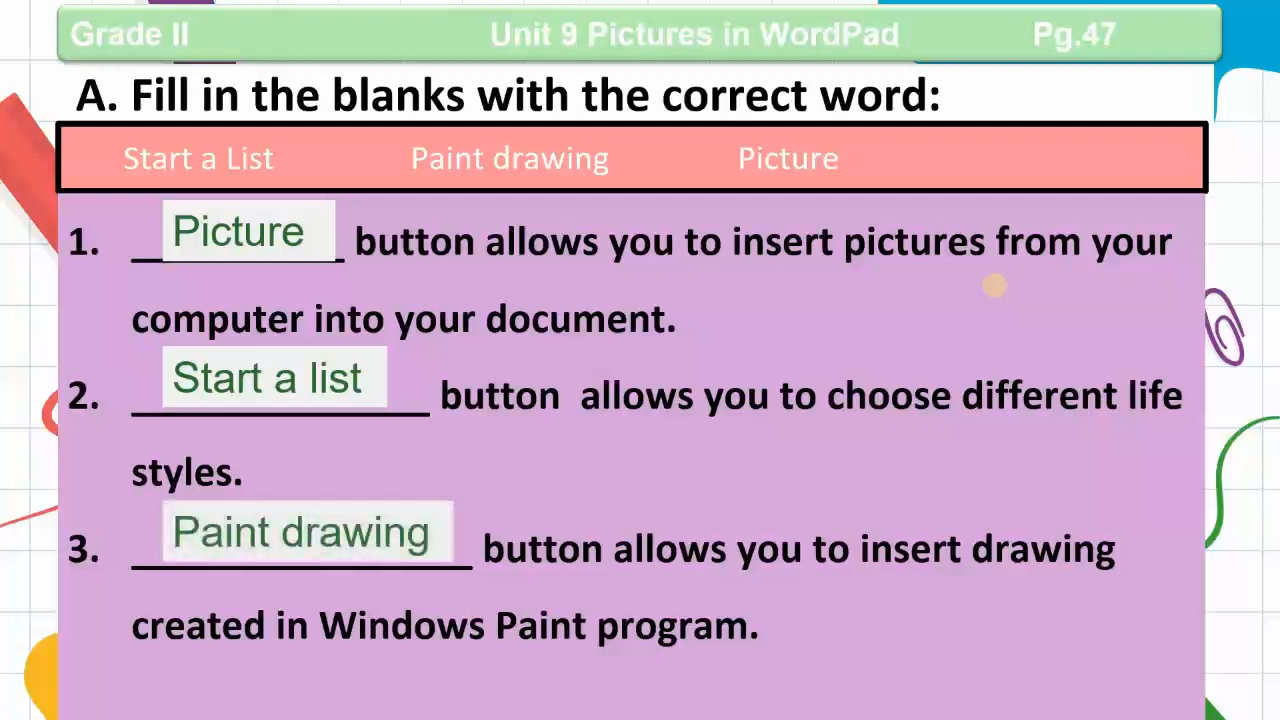 Grade II Unit 9 Pictures in WordPad Pg.47
A. Fill in the blanks with the correct word:
Start a List Paint drawing Picture
1. Picture button allows you to insert pictures from your
computer into your document.
2. Start a list button allows you to choose different life
styles.
3. Paint drawing button allows you to insert drawing
created in Windows Paint program.